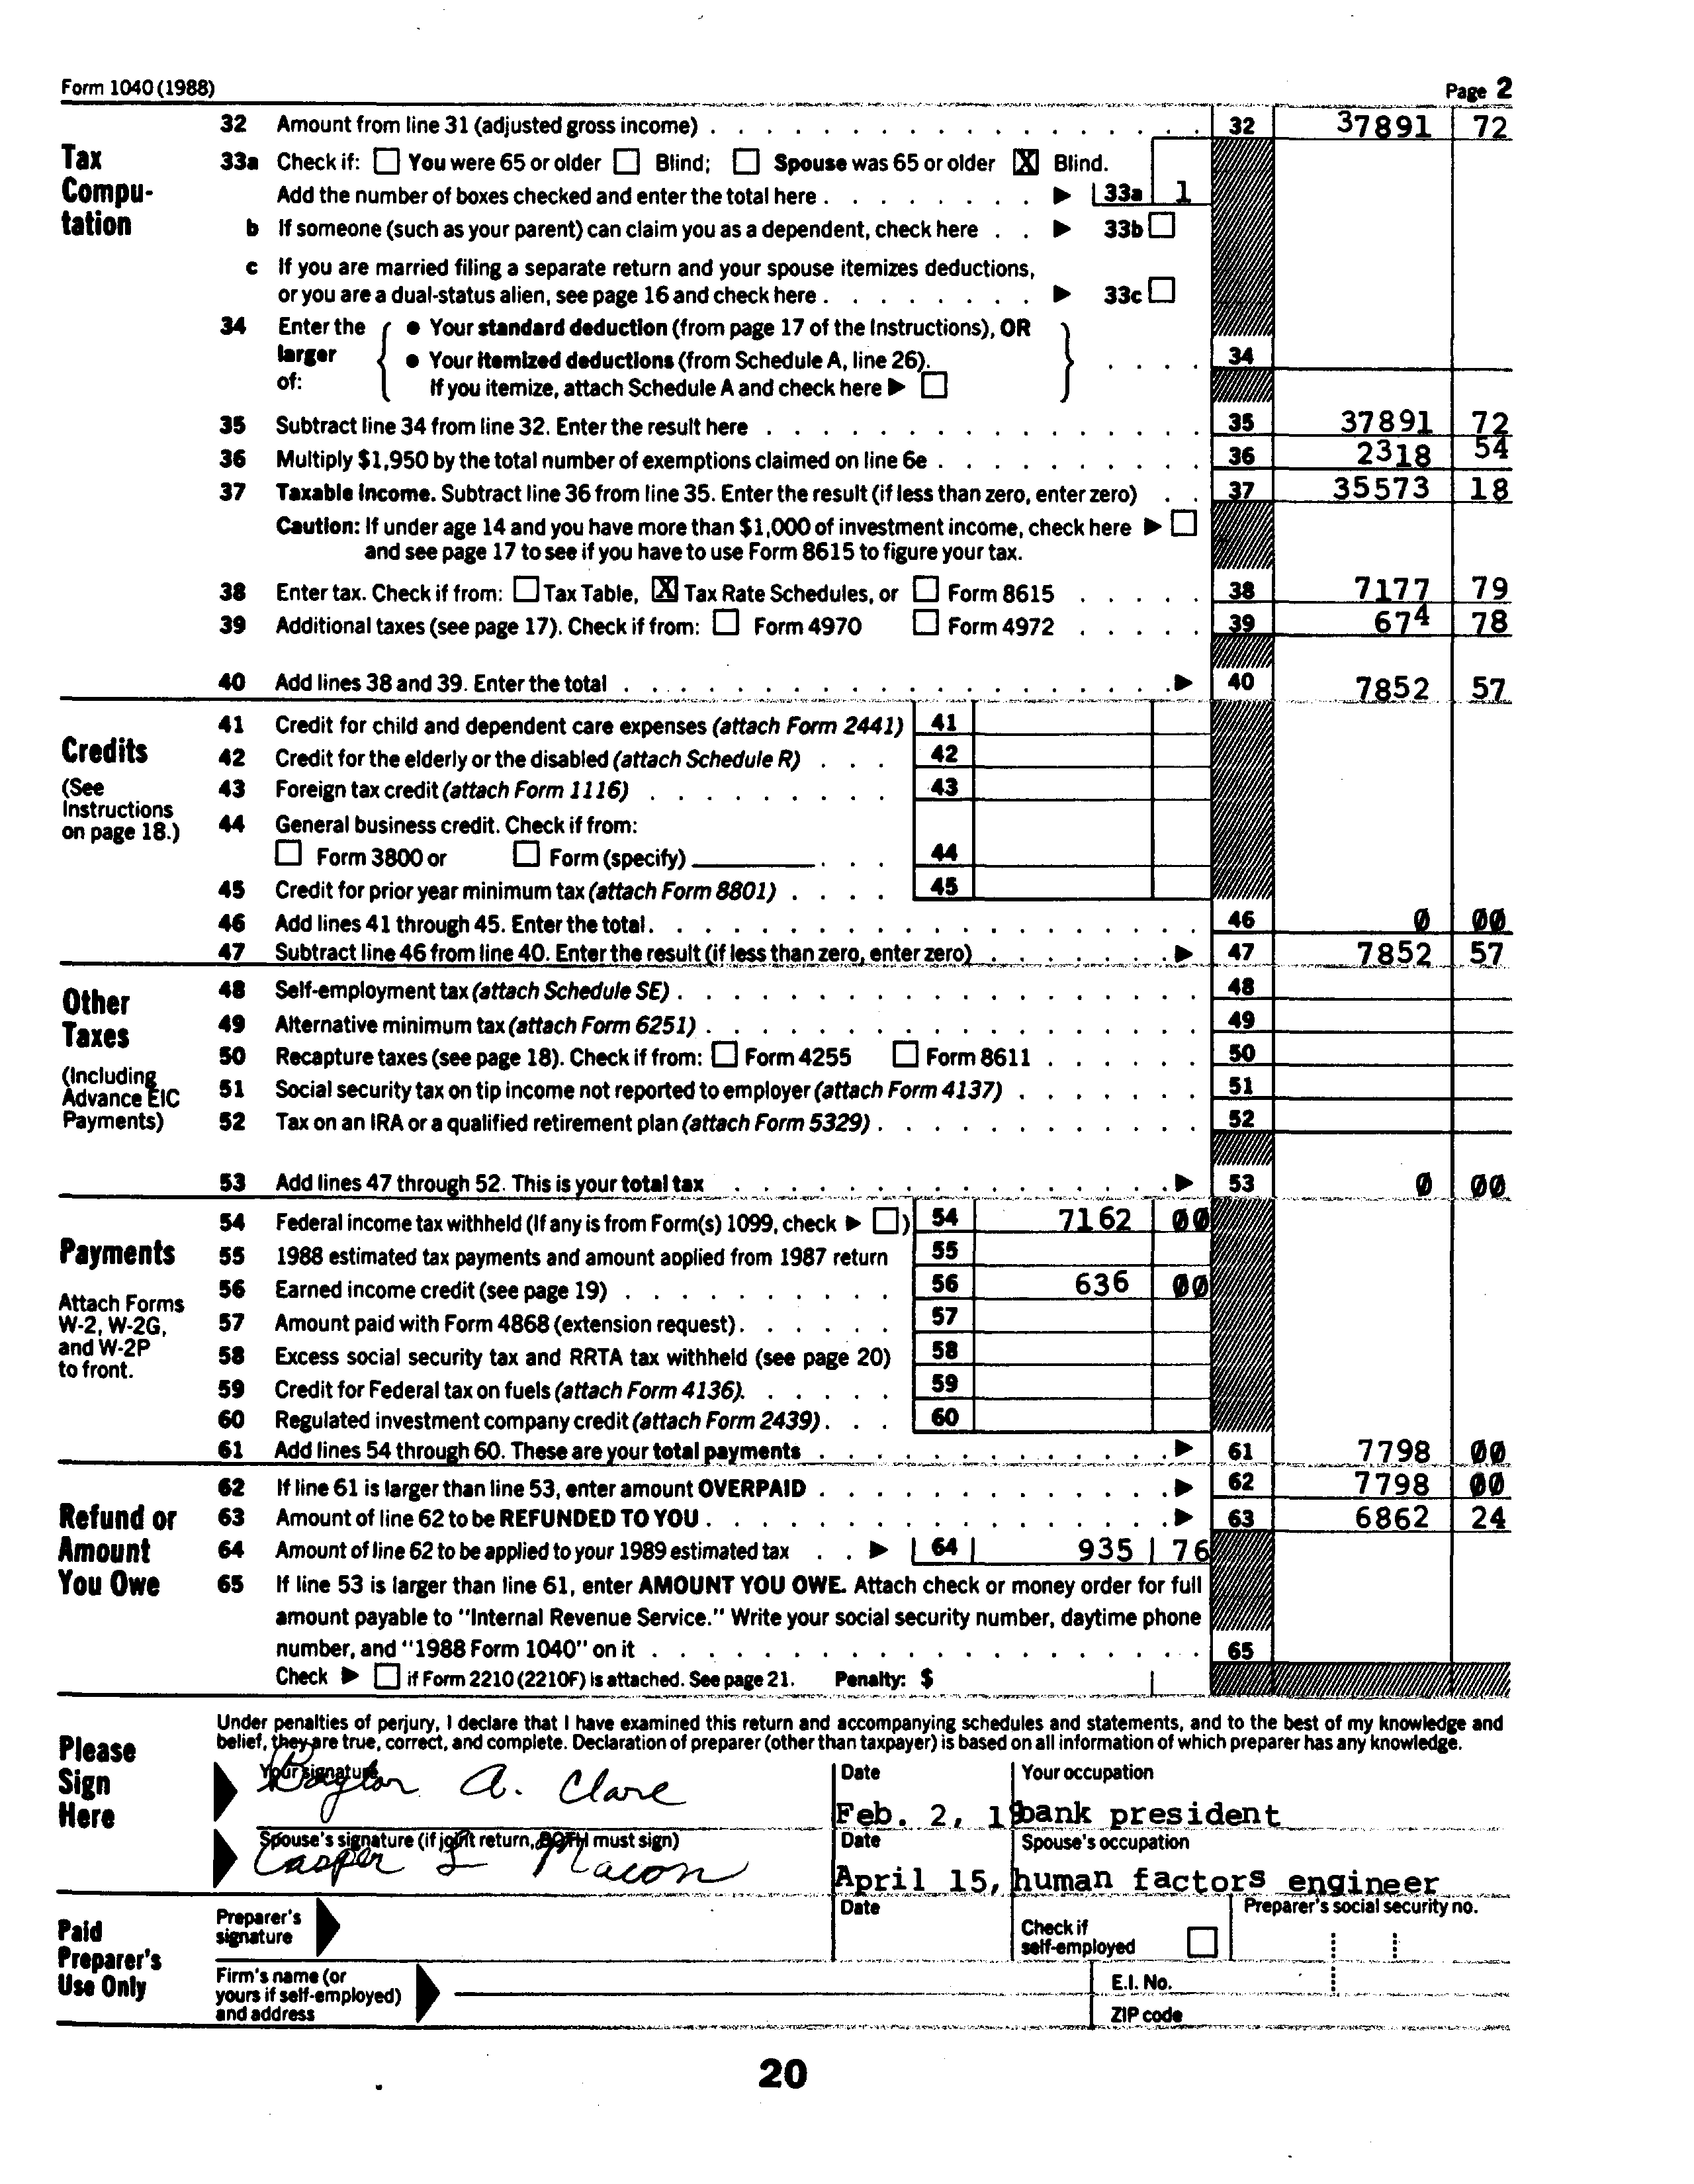 Form 1040 (1988) Page 2
32 Amount from line 31 (adjusted gross income) 32 37891 72
Tax Compu-tation
33a Check if: You were 65 or older Blind; Spouse was 65 or older X Blind.
Add the number of boxes checked and enter the total here 33a 1
b If someone (such as your parent) can claim you as a dependent, check here 33b
c If you are married filing a separate return and your spouse itemizes deductions,
or you are a dual-status alien, see page 16 and check here 33c
34 Enter the larger of: { • Your standard deduction (from page 17 of the Instructions), OR
• Your itemized deductions (from Schedule A, line 26). } 34
If you itemize, attach Schedule A and check here
35 Subtract line 34 from line 32. Enter the result here 35 37891 72
36 Multiply $1,950 by the total number of exemptions claimed on line 6e 36 2318 54
37 Taxable income. Subtract line 36 from line 35. Enter the result (if less than zero, enter zero) 37 35573 18
Caution: If under age 14 and you have more than $1,000 of investment income, check here
and see page 17 to see if you have to use Form 8615 to figure your tax.
38 Enter tax. Check if from: Tax Table, X Tax Rate Schedules, or Form 8615 38 7177 79
39 Additional taxes (see page 17). Check if from: Form 4970 Form 4972 39 674 78
40 Add lines 38 and 39. Enter the total 40 7852 57
Credits
(See Instructions on page 18.)
41 Credit for child and dependent care expenses (attach Form 2441) 41
42 Credit for the elderly or the disabled (attach Schedule R) 42
43 Foreign tax credit (attach Form 1116) 43
44 General business credit. Check if from:
Form 3800 or Form (specify) 44
45 Credit for prior year minimum tax (attach Form 8801) 45
46 Add lines 41 through 45. Enter the total 46 0 00
47 Subtract line 46 from line 40. Enter the result (if less than zero, enter zero) 47 7852 57
Other Taxes
(Including Advance EIC Payments)
48 Self-employment tax (attach Schedule SE) 48
49 Alternative minimum tax (attach Form 6251) 49
50 Recapture taxes (see page 18). Check if from: Form 4255 Form 8611 50
51 Social security tax on tip income not reported to employer (attach Form 4137) 51
52 Tax on an IRA or a qualified retirement plan (attach Form 5329) 52
53 Add lines 47 through 52. This is your total tax 53 0 00
Payments
Attach Forms W-2, W-2G, and W-2P to front.
54 Federal income tax withheld (If any is from Form(s) 1099, check ) 54 7162 00
55 1988 estimated tax payments and amount applied from 1987 return 55
56 Earned income credit (see page 19) 56 636 00
57 Amount paid with Form 4868 (extension request) 57
58 Excess social security tax and RRTA tax withheld (see page 20) 58
59 Credit for Federal tax on fuels (attach Form 4136) 59
60 Regulated investment company credit (attach Form 2439) 60
61 Add lines 54 through 60. These are your total payments 61 7798 00
Refund or Amount You Owe
62 If line 61 is larger than line 53, enter amount OVERPAID 62 7798 00
63 Amount of line 62 to be REFUNDED TO YOU 63 6862 24
64 Amount of line 62 to be applied to your 1989 estimated tax 64 935 76
65 If line 53 is larger than line 61, enter AMOUNT YOU OWE. Attach check or money order for full
amount payable to "Internal Revenue Service." Write your social security number, daytime phone
number, and "1988 Form 1040" on it 65
Check if Form 2210 (2210F) is attached. See page 21. Penalty: $
Please Sign Here
Under penalties of perjury, I declare that I have examined this return and accompanying schedules and statements, and to the best of my knowledge and
belief, they are true, correct, and complete. Declaration of preparer (other than taxpayer) is based on all information of which preparer has any knowledge.
Your signature Date Your occupation
Baylor A. Clare Feb. 2, 19 bank president
Spouse's signature (if joint return, BOTH must sign) Date Spouse's occupation
Casper L Macon April 15, human factors engineer
Paid Preparer's Use Only
Preparer's signature Date Check if self-employed Preparer's social security no.
Firm's name (or yours if self-employed) and address E.I. No.
ZIP code
20